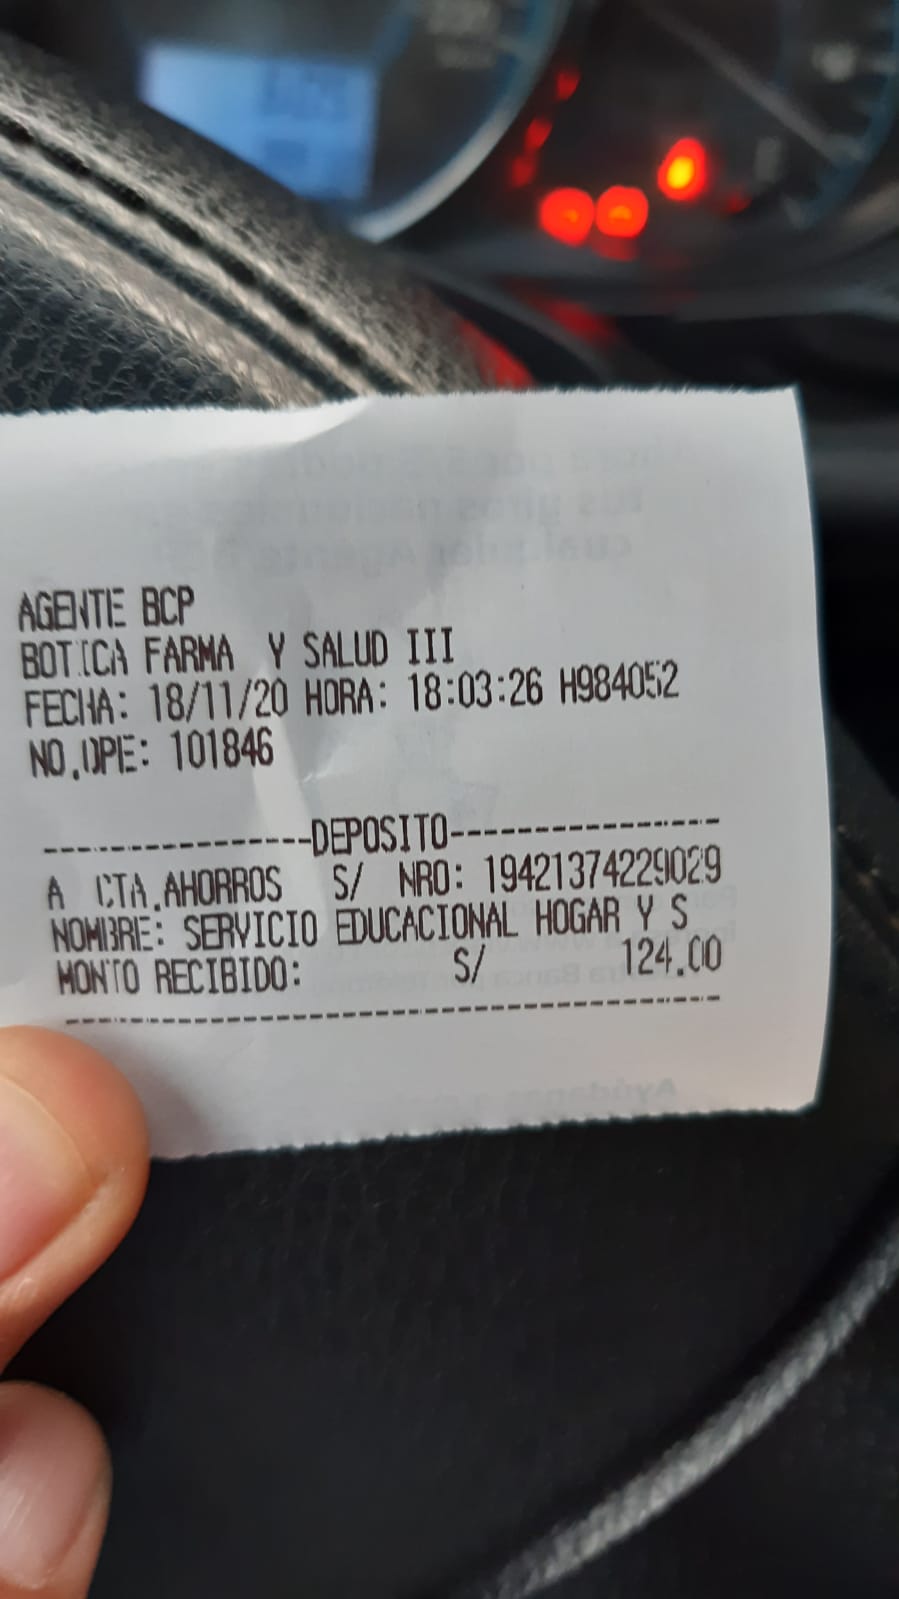 AGENTE BCP
BOTICA FARMA Y SALUD III
FECHA: 18/11/20 HORA: 18:03:26 H984052
NO.OPE: 101846
----------------DEPOSITO----------------
A CTA.AHORROS S/ NRO: 19421374229029
NOMBRE: SERVICIO EDUCACIONAL HOGAR Y S
MONTO RECIBIDO: S/ 124.00